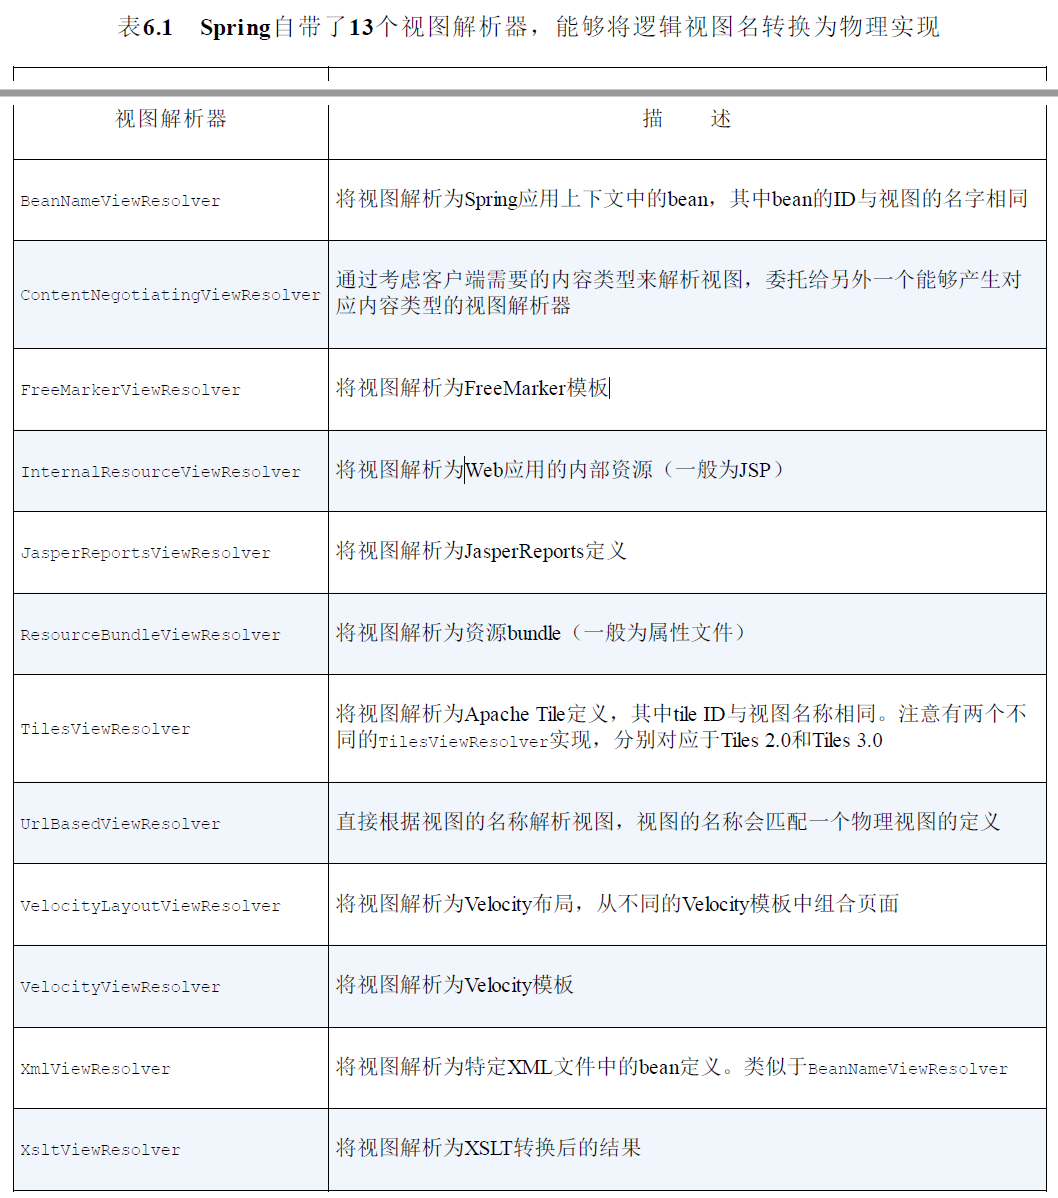 表6.1 Spring自带了13个视图解析器，能够将逻辑视图名转换为物理实现
视图解析器
描 述
BeanNameViewResolver
将视图解析为Spring应用上下文中的bean，其中bean的ID与视图的名字相同
ContentNegotiatingViewResolver
通过考虑客户端需要的内容类型来解析视图，委托给另外一个能够产生对
应内容类型的视图解析器
FreeMarkerViewResolver
将视图解析为FreeMarker模板
InternalResourceViewResolver
将视图解析为Web应用的内部资源（一般为JSP）
JasperReportsViewResolver
将视图解析为JasperReports定义
ResourceBundleViewResolver
将视图解析为资源bundle（一般为属性文件）
TilesViewResolver
将视图解析为Apache Tile定义，其中tile ID与视图名称相同。注意有两个不
同的TilesViewResolver实现，分别对应于Tiles 2.0和Tiles 3.0
UrlBasedViewResolver
直接根据视图的名称解析视图，视图的名称会匹配一个物理视图的定义
VelocityLayoutViewResolver
将视图解析为Velocity布局，从不同的Velocity模板中组合页面
VelocityViewResolver
将视图解析为Velocity模板
XmlViewResolver
将视图解析为特定XML文件中的bean定义。类似于BeanNameViewResolver
XsltViewResolver
将视图解析为XSLT转换后的结果